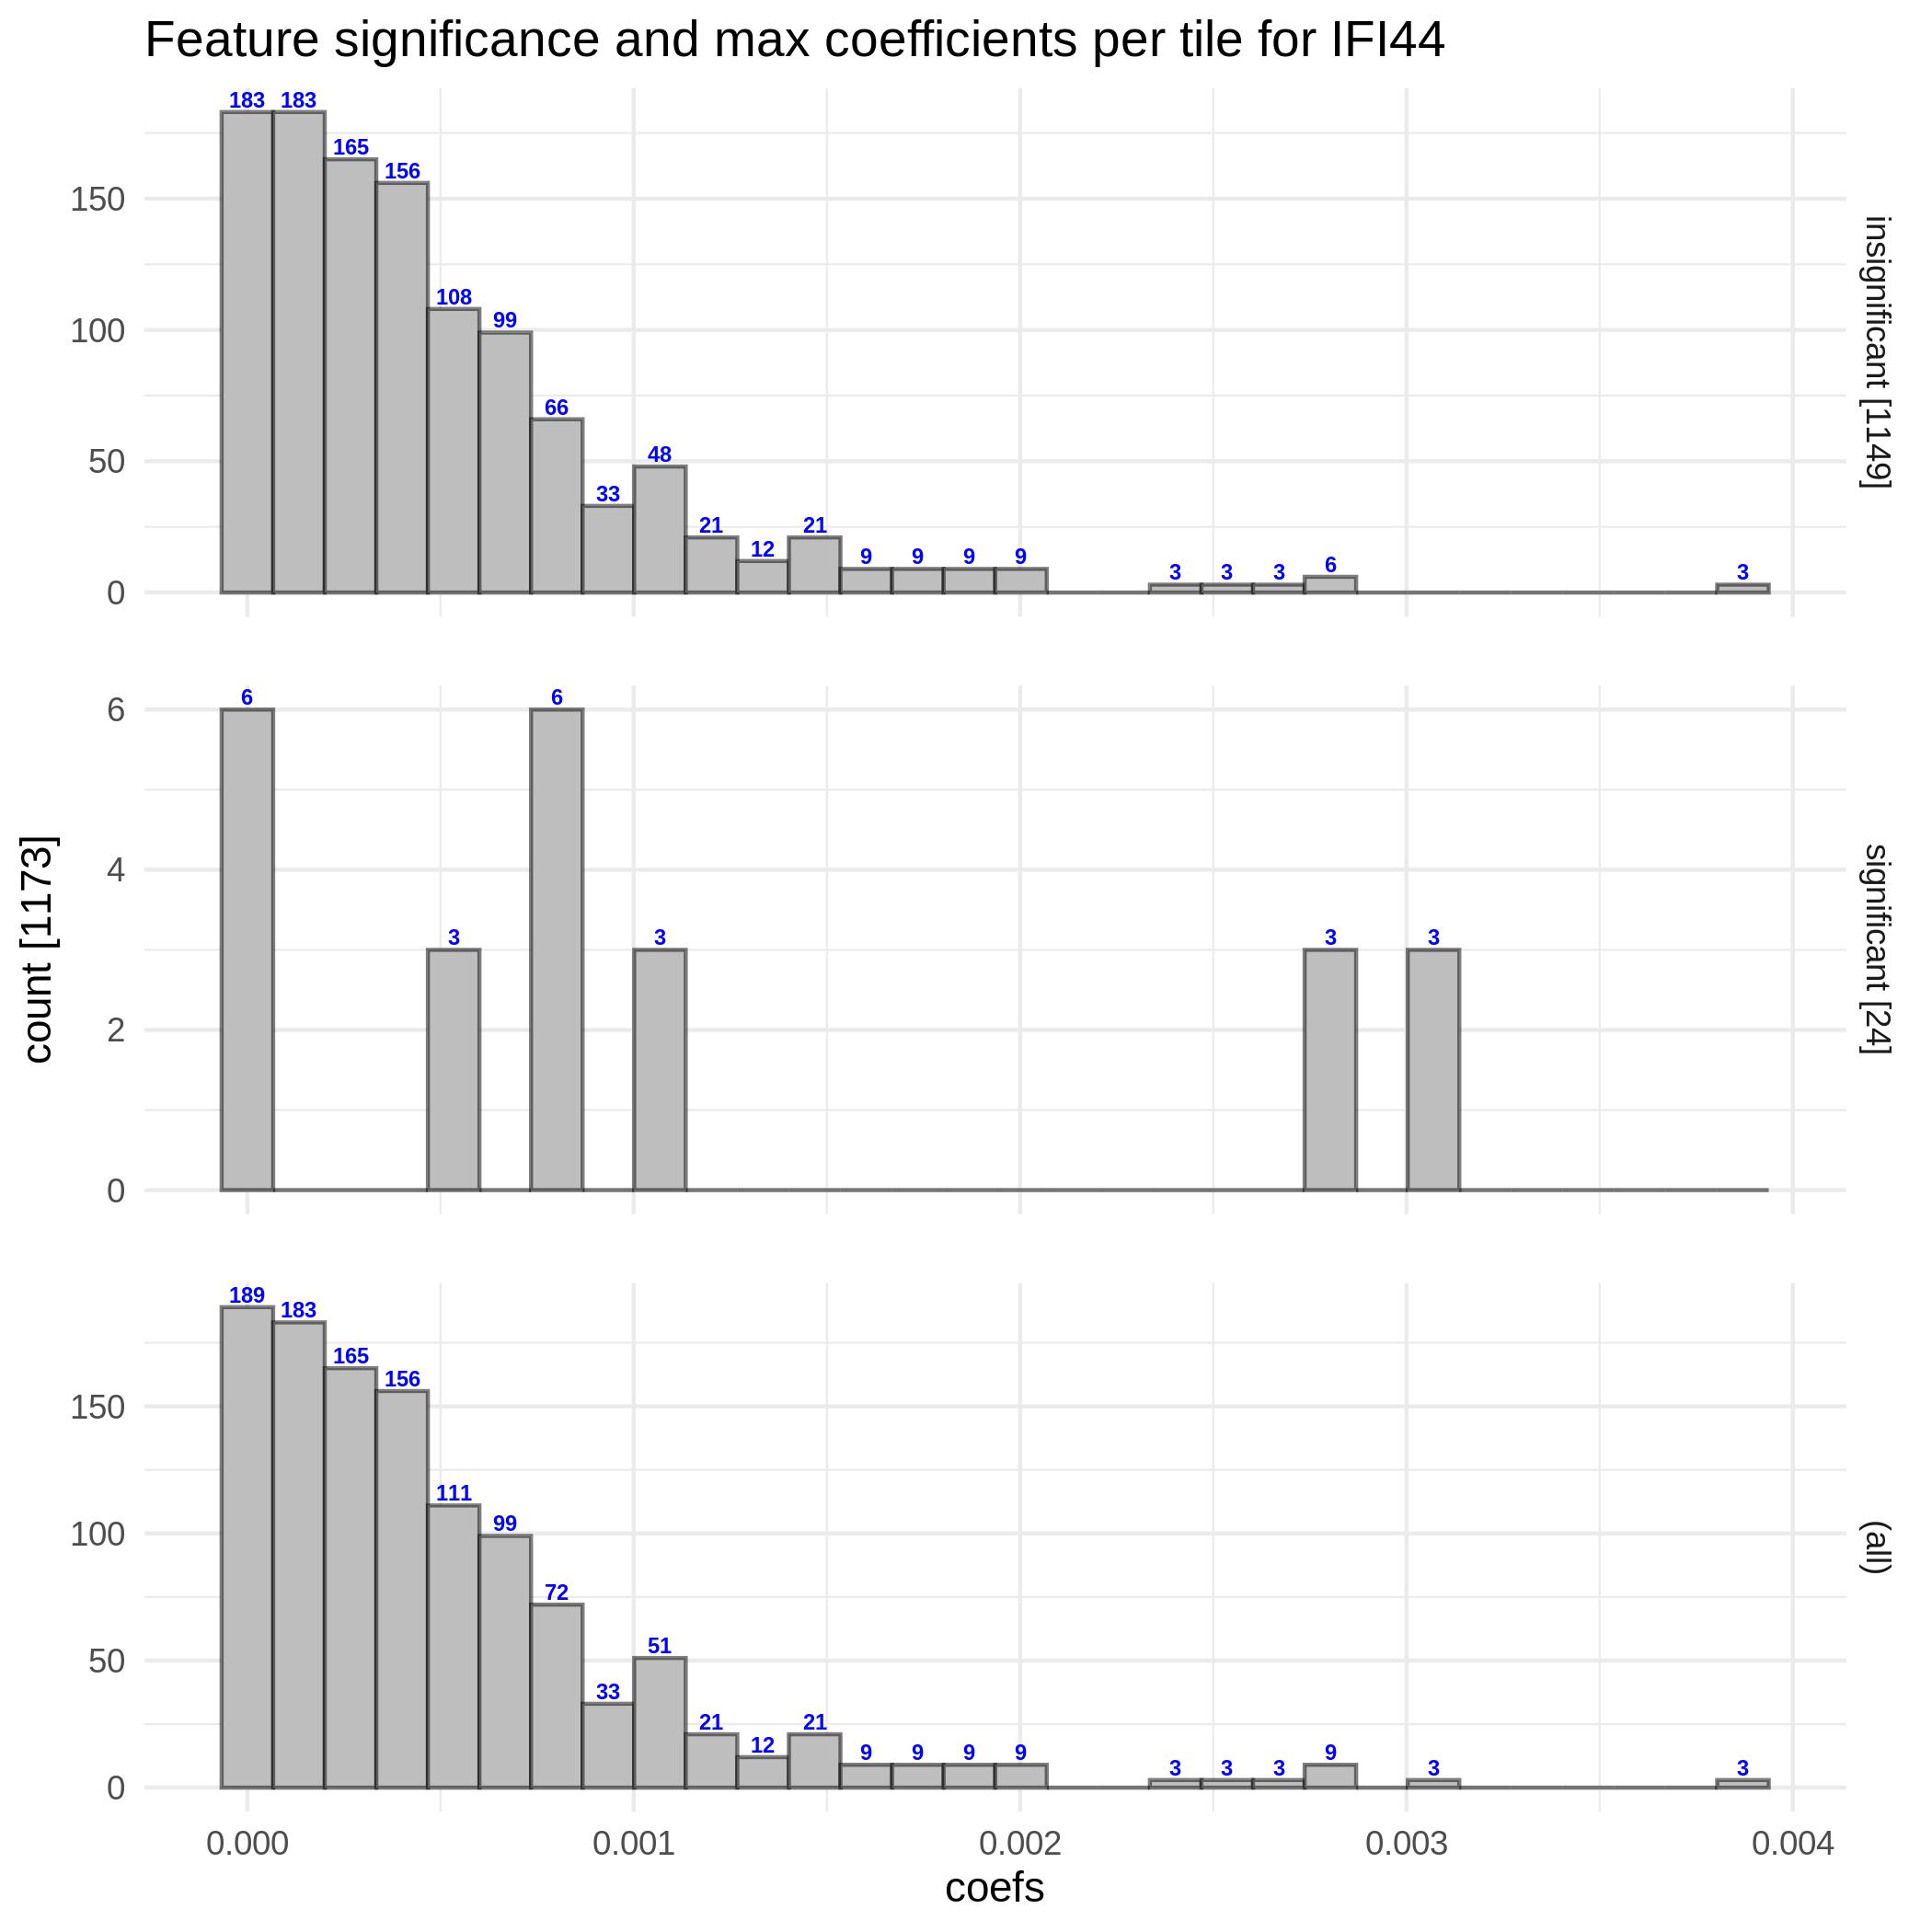 Feature significance and max coefficients per tile for IFI44
183 183 165 156 108 99 66 33 48 21 12 21 9 9 9 9 3 3 3 6 3
150
100
50
0
insignificant [1149]
6 3 6 3 3 3
6
4
2
0
significant [24]
count [1173]
189 183 165 156 111 99 72 33 51 21 12 21 9 9 9 9 3 3 3 9 3 3
150
100
50
0
(all)
0.000 0.001 0.002 0.003 0.004
coefs